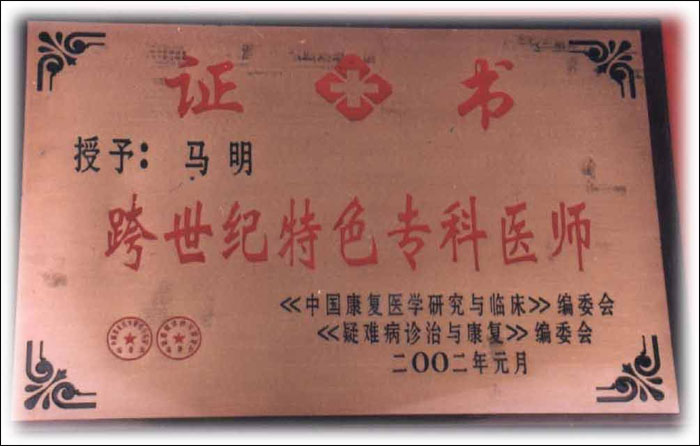 证书
授予：马明
跨世纪特色专科医师
《中国康复医学研究与临床》编委会
《疑难病诊治与康复》编委会
二〇〇二年元月